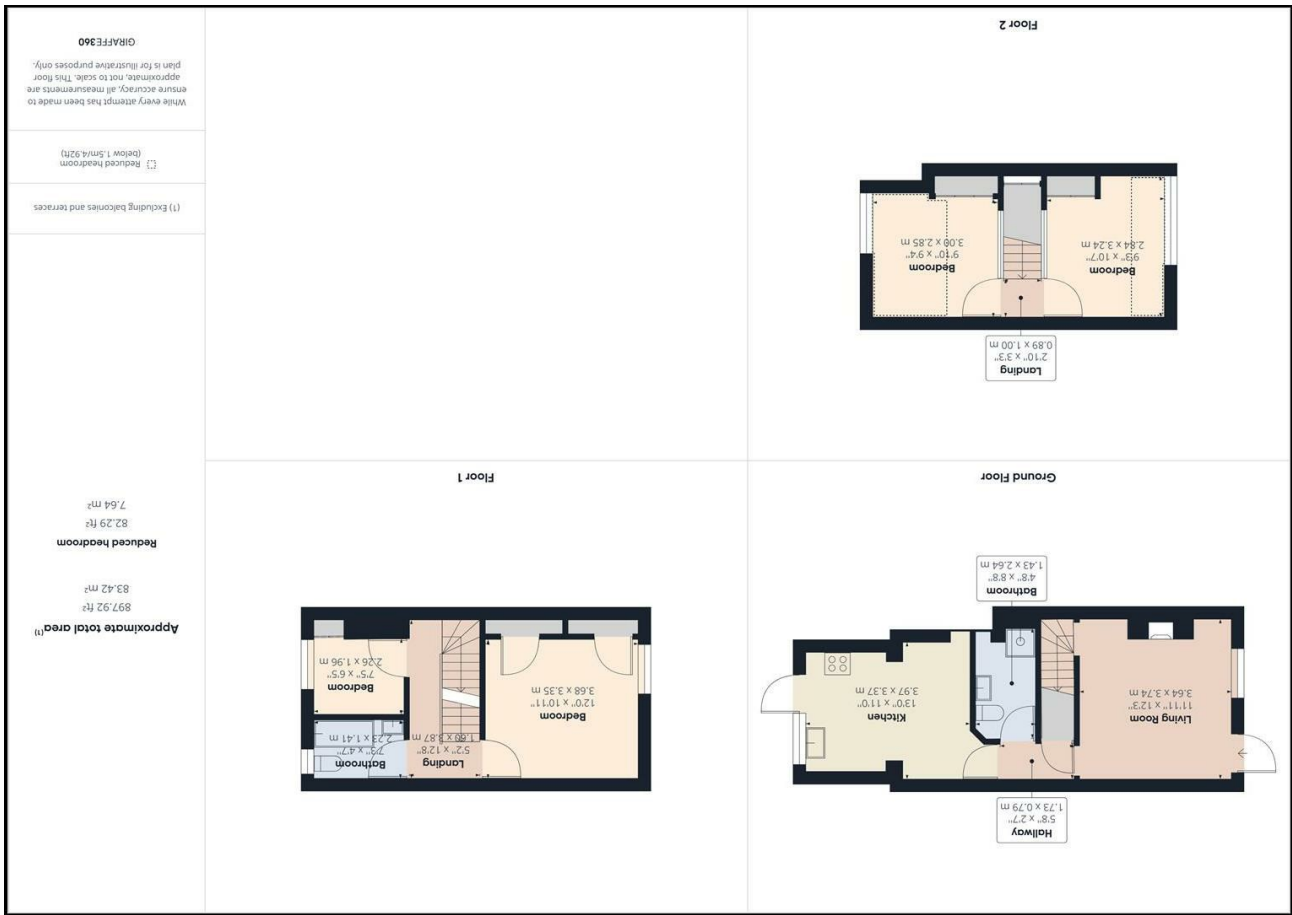 Hallway
5'8" x 2'7"
1.73 x 0.79 m
Living Room
11'11" x 12'3"
3.64 x 3.74 m
Kitchen
13'0" x 11'0"
3.97 x 3.37 m
Bathroom
4'8" x 8'8"
1.43 x 2.64 m
Ground Floor
Landing
5'2" x 12'8"
1.60 x 3.87 m
Bathroom
7'3" x 4'7"
2.23 x 1.41 m
Bedroom
12'0" x 10'11"
3.68 x 3.35 m
Bedroom
7'5" x 6'5"
2.26 x 1.96 m
Floor 1
Landing
2'10" x 3'3"
0.89 x 1.00 m
Bedroom
9'3" x 10'7"
2.84 x 3.24 m
Bedroom
9'10" x 9'4"
3.00 x 2.85 m
Floor 2
Approximate total area(1)
897.92 ft²
83.42 m²
Reduced headroom
82.29 ft²
7.64 m²
(1) Excluding balconies and terraces
Reduced headroom
(below 1.5m/4.92ft)
While every attempt has been made to
ensure accuracy, all measurements are
approximate, not to scale. This floor
plan is for illustrative purposes only.
GIRAFFE360